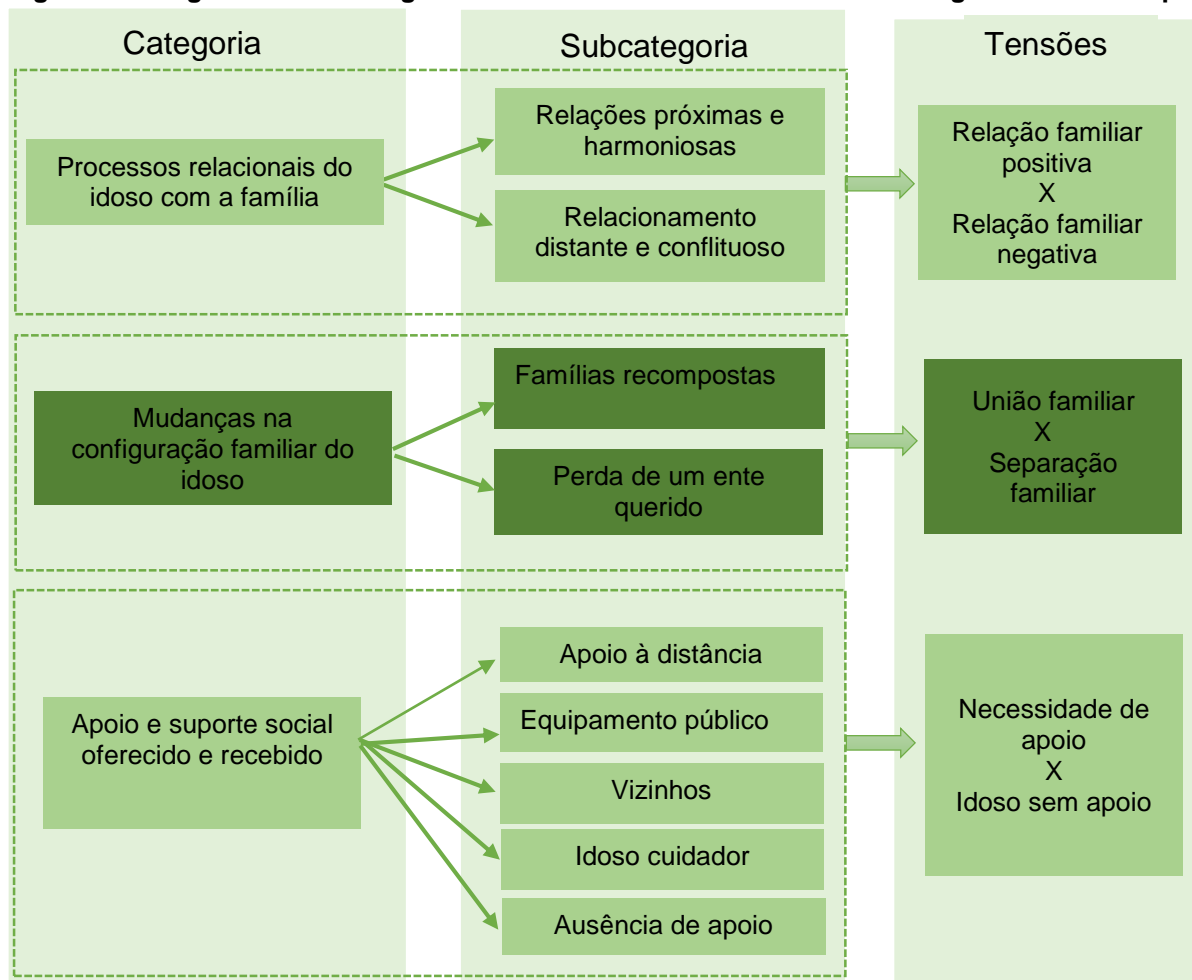 Categoria
Subcategoria
Tensões
Processos relacionais do
idoso com a família
Relações próximas e
harmoniosas
Relacionamento
distante e conflituoso
Relação familiar
positiva
X
Relação familiar
negativa
Mudanças na
configuração familiar do
idoso
Famílias recompostas
Perda de um ente
querido
União familiar
X
Separação
familiar
Apoio e suporte social
oferecido e recebido
Apoio à distância
Equipamento público
Vizinhos
Idoso cuidador
Ausência de apoio
Necessidade de
apoio
X
Idoso sem apoio